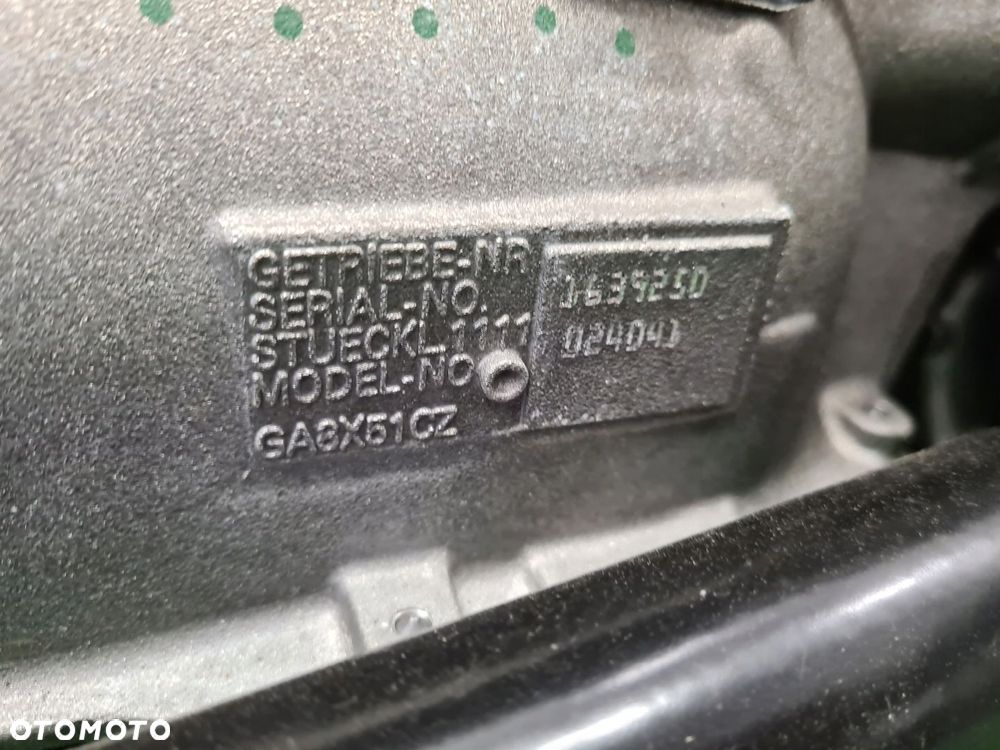 GETRIEBE-NR
SERIAL-NO.
STUECKL.1111
MODEL-NO
GA8X51CZ
1639250
024041
OTOMOTO